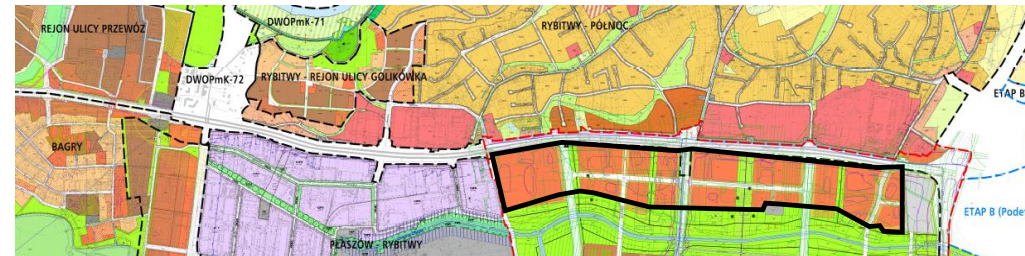 DWOPmK-71
REJON ULICY PRZEWÓZ
RYBITWY - PÓŁNOC
DWOPmK-72
RYBITWY - REJON ULICY GOLIKÓWKA
ETAP B
BAGRY
ETAP B (Pode
PŁASZÓW - RYBITWY